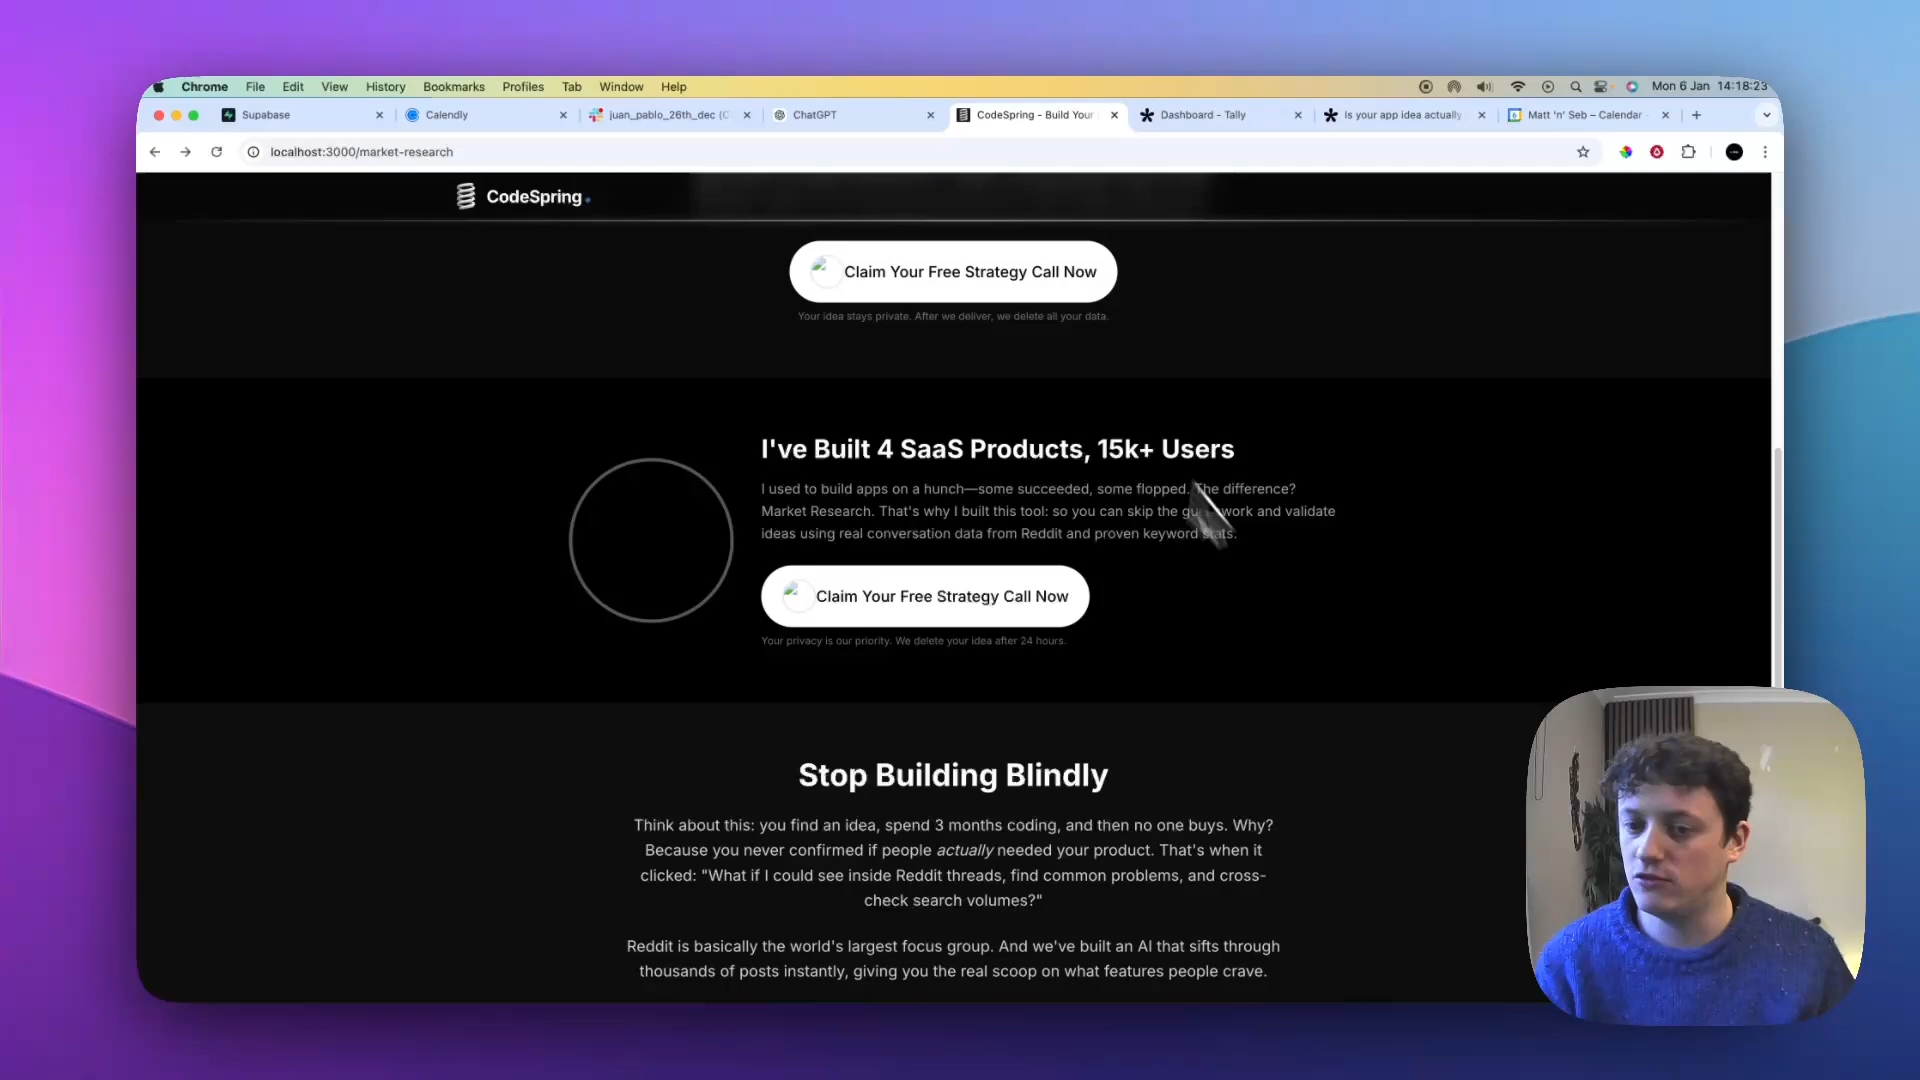 Chrome File Edit View History Bookmarks Profiles Tab Window Help Mon 6 Jan 14:18:23
Supabase Calendly juan_pablo_26th_dec (C ChatGPT CodeSpring - Build Your Dashboard - Tally Is your app idea actually Matt 'n' Seb – Calendar
localhost:3000/market-research
CodeSpring
Claim Your Free Strategy Call Now
Your idea stays private. After we deliver, we delete all your data.
I've Built 4 SaaS Products, 15k+ Users
I used to build apps on a hunch—some succeeded, some flopped. The difference?
Market Research. That's why I built this tool: so you can skip the and validate
ideas using real conversation data from Reddit and proven keyword stats.
Claim Your Free Strategy Call Now
Your privacy is our priority. We delete your idea after 24 hours.
Stop Building Blindly
Think about this: you find an idea, spend 3 months coding, and then no one buys. Why?
Because you never confirmed if people actually needed your product. That's when it
clicked: "What if I could see inside Reddit threads, find common problems, and cross-
check search volumes?"
Reddit is basically the world's largest focus group. And we've built an AI that sifts through
thousands of posts instantly, giving you the real scoop on what features people crave.